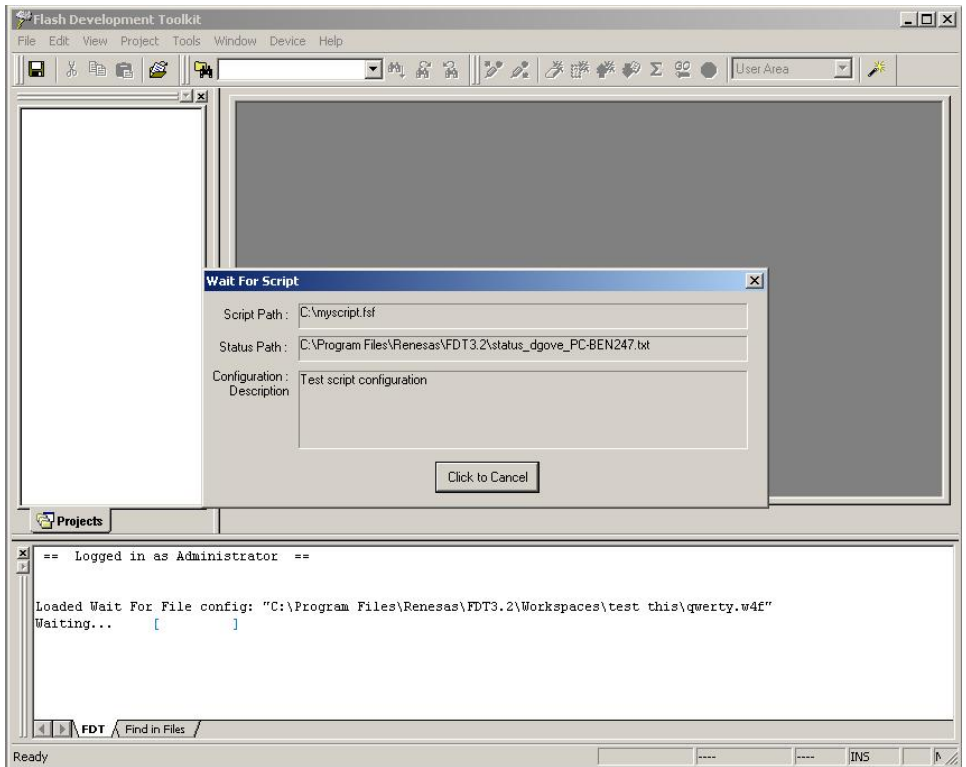 Flash Development Toolkit
File Edit View Project Tools Window Device Help
User Area
Wait For Script
Script Path : C:\myscript.fsf
Status Path : C:\Program Files\Renesas\FDT3.2\status_dgove_PC-BEN247.txt
Configuration : Test script configuration
Description
Click to Cancel
Projects
== Logged in as Administrator ==
Loaded Wait For File config: "C:\Program Files\Renesas\FDT3.2\Workspaces\test this\qwerty.w4f"
Waiting... [ ]
FDT Find in Files
Ready ---- ---- INS